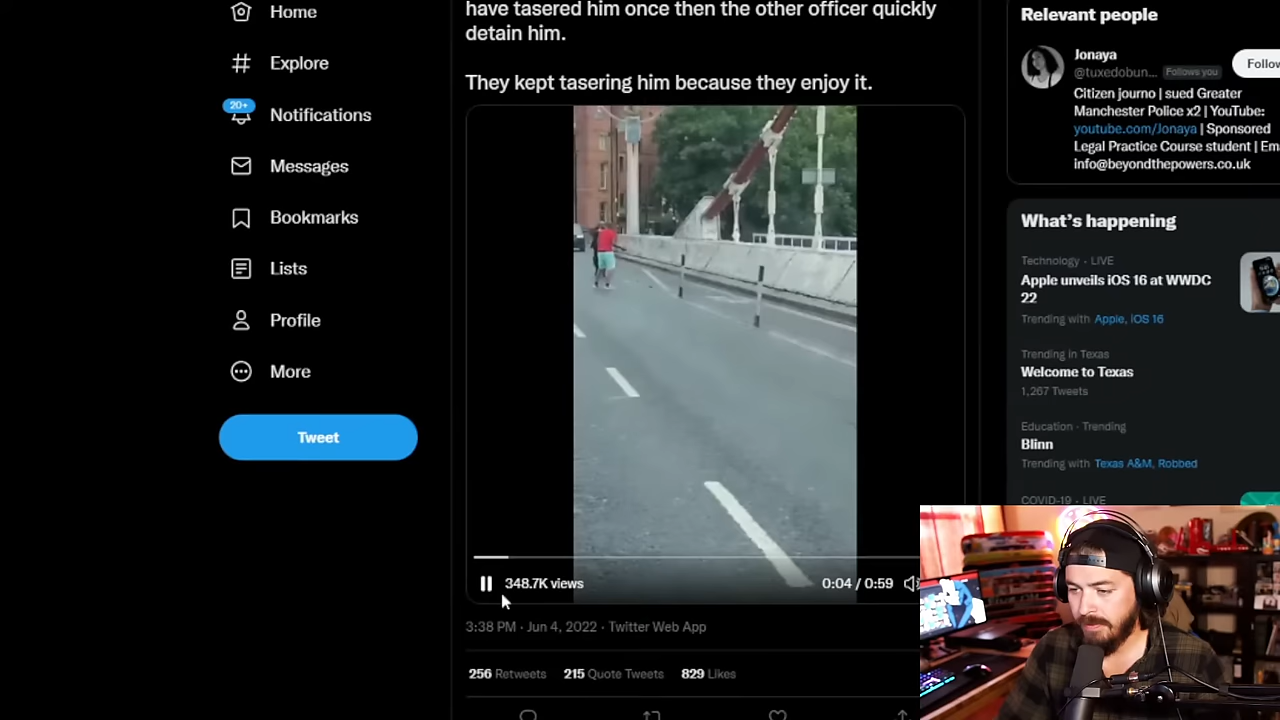 Home
Explore
20+
Notifications
Messages
Bookmarks
Lists
Profile
More
Tweet
have tasered him once then the other officer quickly
detain him.
They kept tasering him because they enjoy it.
348.7K views
0:04 / 0:59
3:38 PM · Jun 4, 2022 · Twitter Web App
256 Retweets 215 Quote Tweets 829 Likes
Relevant people
Jonaya
@tuxedobun... Follows you
Follow
Citizen journo | sued Greater
Manchester Police x2 | YouTube:
youtube.com/Jonaya | Sponsored
Legal Practice Course student | Em
info@beyondthepowers.co.uk
What's happening
Technology · LIVE
Apple unveils iOS 16 at WWDC
22
Trending with Apple, iOS 16
Trending in Texas
Welcome to Texas
1,267 Tweets
Education · Trending
Blinn
Trending with Texas A&M, Robbed
COVID-19 · LIVE